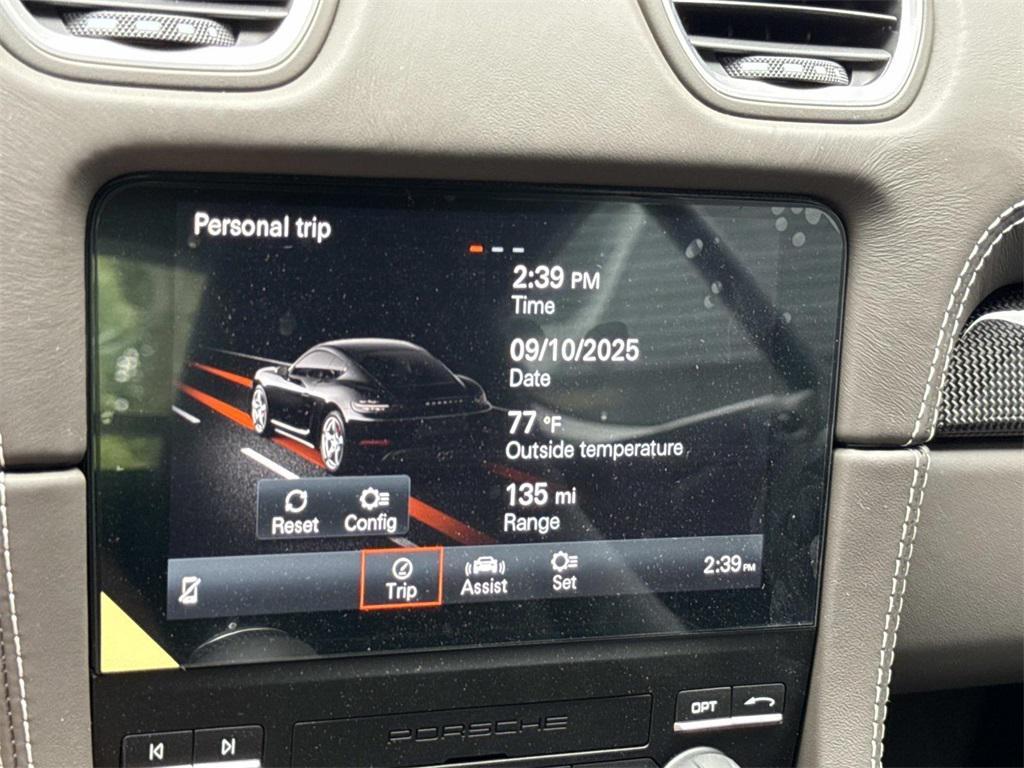 Personal trip
2:39 PM
Time
09/10/2025
Date
77 °F
Outside temperature
135 mi
Range
PORSCHE
Reset
Config
Trip
Assist
Set
2:39 PM
PORSCHE
OPT